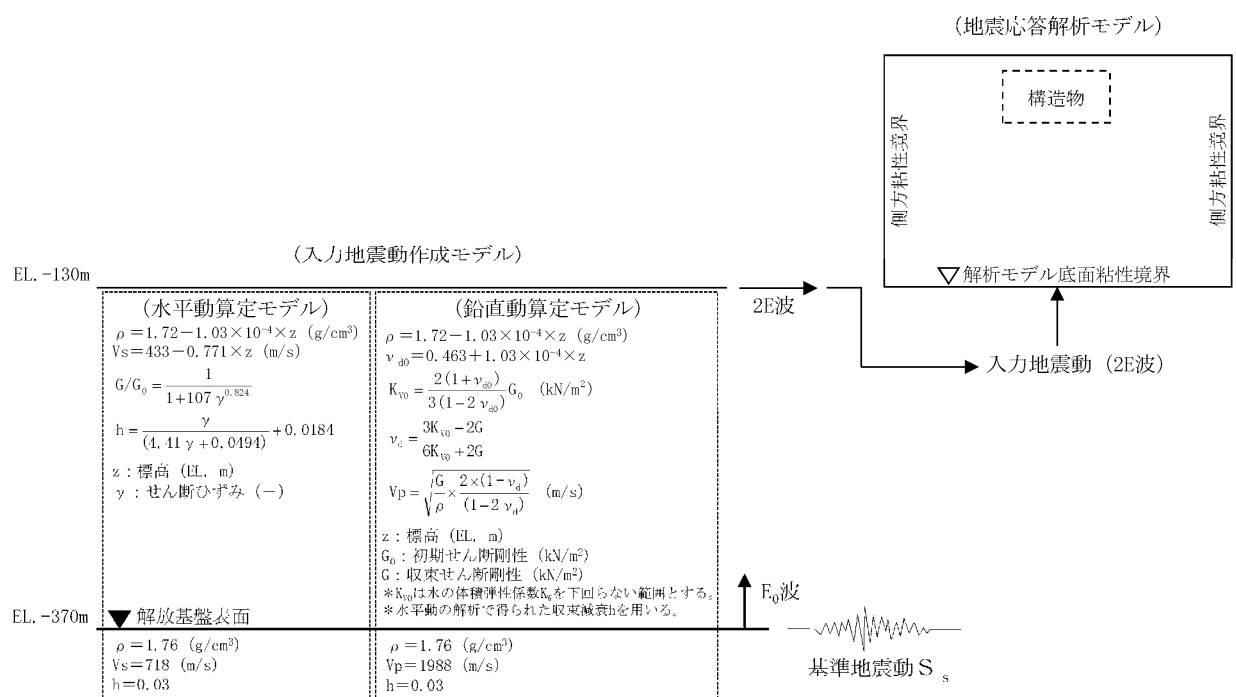 (地震応答解析モデル)
構造物
側方粘性境界
側方粘性境界
▽解析モデル底面粘性境界
(入力地震動作成モデル)
EL.-130m
2E波
入力地震動 (2E波)
(水平動算定モデル)
ρ=1.72-1.03×10⁻⁴×z (g/cm³)
Vs=433-0.771×z (m/s)
G/G₀=1/(1+107γ^0.824)
h=γ/(4.41γ+0.0494)+0.0184
z:標高 (EL. m)
γ:せん断ひずみ (-)
(鉛直動算定モデル)
ρ=1.72-1.03×10⁻⁴×z (g/cm³)
ν_d0=0.463+1.03×10⁻⁴×z
K_V0=2(1+ν_d0)/3(1-2ν_d0) G₀ (kN/m²)
ν_d=3K_V0-2G/6K_V0+2G
Vp=√(G/ρ×2×(1-ν_d)/(1-2ν_d)) (m/s)
z:標高 (EL. m)
G₀:初期せん断剛性 (kN/m²)
G:収束せん断剛性 (kN/m²)
*K_V0は水の体積弾性係数K_wを下回らない範囲とする。
*水平動の解析で得られた収束減衰hを用いる。
EL.-370m
▼解放基盤表面
E₀波
ρ=1.76 (g/cm³)
Vs=718 (m/s)
h=0.03
ρ=1.76 (g/cm³)
Vp=1988 (m/s)
h=0.03
基準地震動Ss